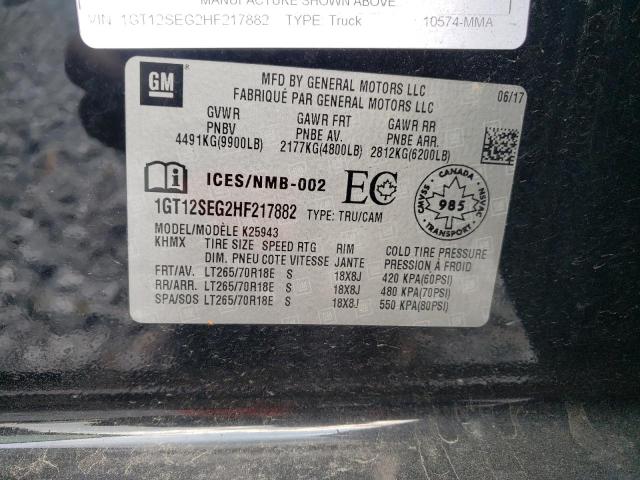 MANUFACTURE SHOWN ABOVE
VIN 1GT12SEG2HF217882 TYPE: Truck 10574-MMA
GM
MFD BY GENERAL MOTORS LLC
FABRIQUÉ PAR GENERAL MOTORS LLC
06/17
GVWR GAWR FRT GAWR RR
PNBV PNBE AV. PNBE ARR.
4491KG(9900LB) 2177KG(4800LB) 2812KG(6200LB)
ICES/NMB-002 EC
CANADA
CMVSS 985 NSVAC
TRANSPORT
1GT12SEG2HF217882 TYPE: TRU/CAM
MODEL/MODÈLE K25943
KHMX TIRE SIZE SPEED RTG RIM COLD TIRE PRESSURE
DIM. PNEU COTE VITESSE JANTE PRESSION À FROID
FRT/AV. LT265/70R18E S 18X8J 420 KPA(60PSI)
RR/ARR. LT265/70R18E S 18X8J 480 KPA(70PSI)
SPA/SOS LT265/70R18E S 18X8J 550 KPA(80PSI)